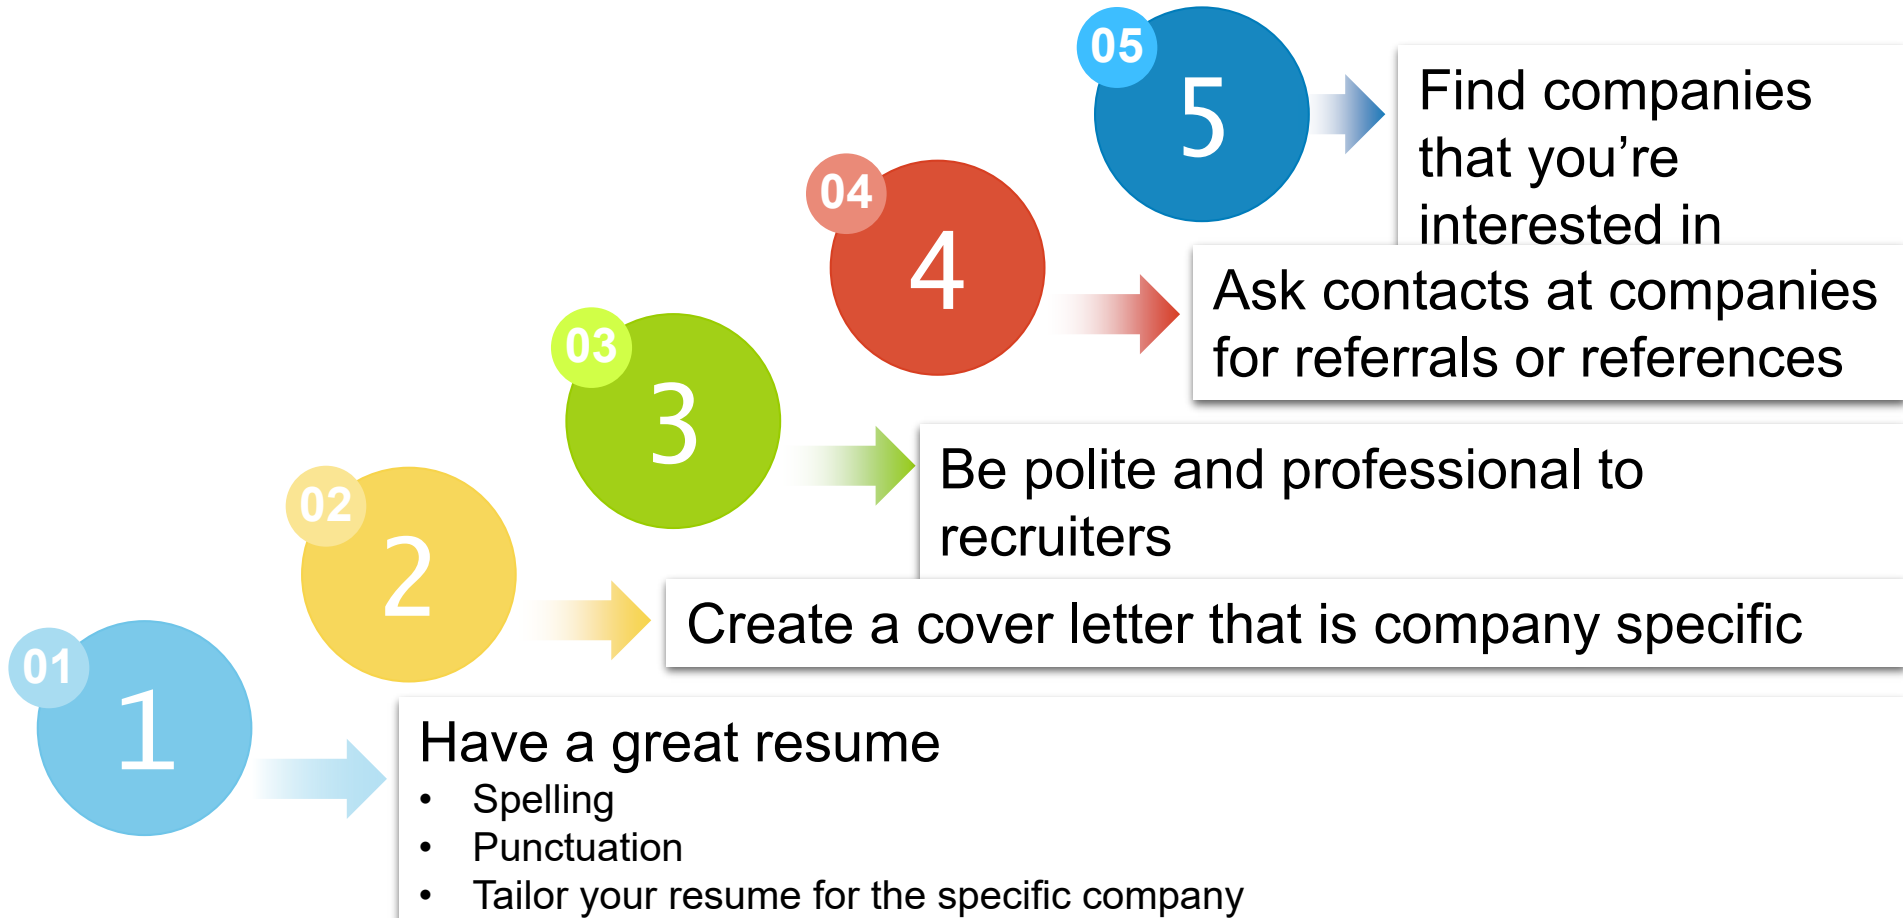 05
5
Find companies
that you’re
interested in
04
4
Ask contacts at companies
for referrals or references
03
3
Be polite and professional to
recruiters
02
2
Create a cover letter that is company specific
01
1
Have a great resume
• Spelling
• Punctuation
• Tailor your resume for the specific company